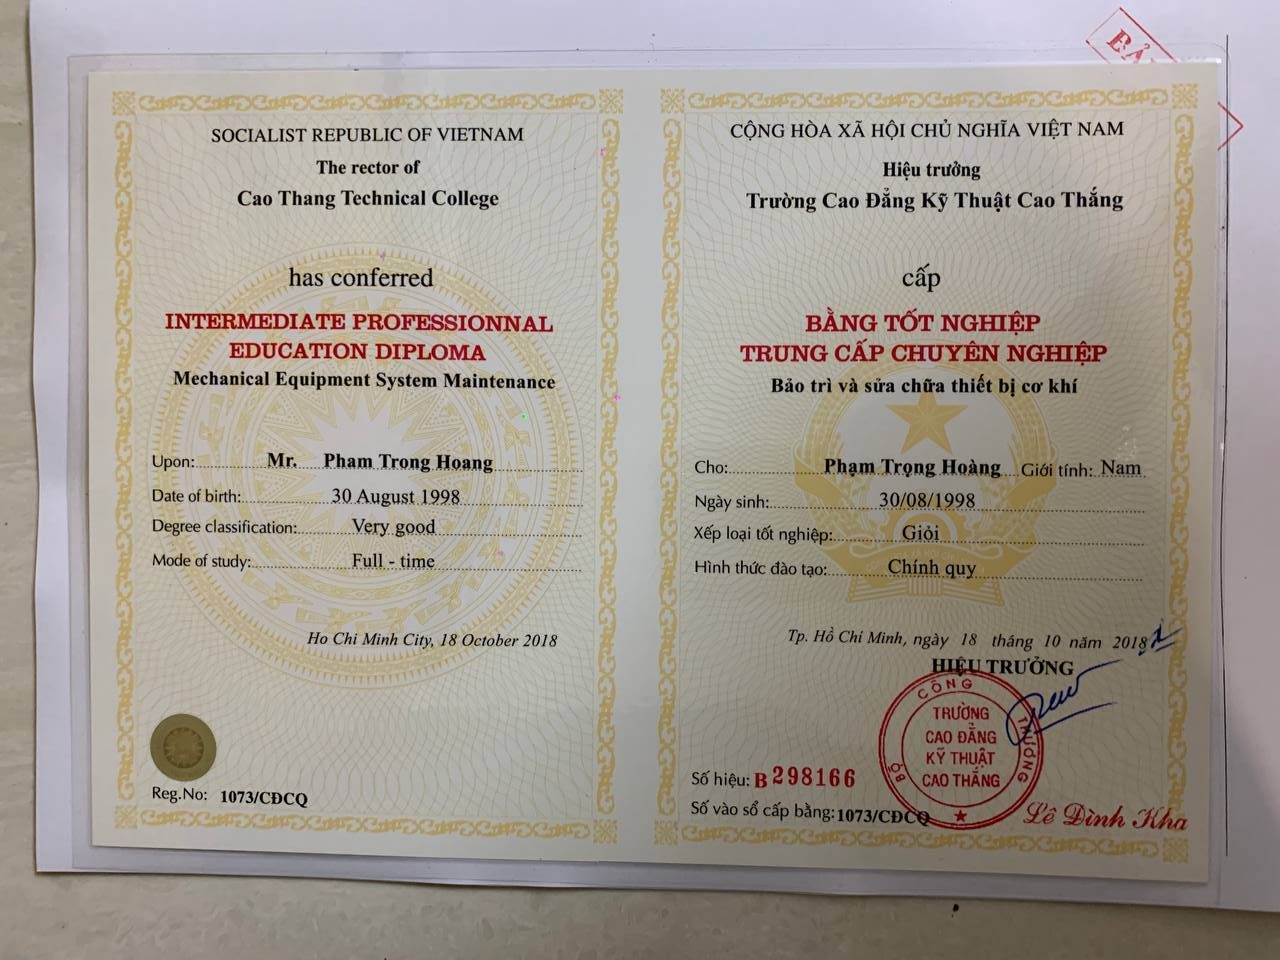 BẢ
SOCIALIST REPUBLIC OF VIETNAM
The rector of
Cao Thang Technical College
has conferred
INTERMEDIATE PROFESSIONNAL
EDUCATION DIPLOMA
Mechanical Equipment System Maintenance
Upon: Mr. Pham Trong Hoang
Date of birth: 30 August 1998
Degree classification: Very good
Mode of study: Full - time
Ho Chi Minh City, 18 October 2018
Reg.No: 1073/CĐCQ
CỘNG HÒA XÃ HỘI CHỦ NGHĨA VIỆT NAM
Hiệu trưởng
Trường Cao Đẳng Kỹ Thuật Cao Thắng
cấp
BẰNG TỐT NGHIỆP
TRUNG CẤP CHUYÊN NGHIỆP
Bảo trì và sửa chữa thiết bị cơ khí
Cho: Phạm Trọng Hoàng Giới tính: Nam
Ngày sinh: 30/08/1998
Xếp loại tốt nghiệp: Giỏi
Hình thức đào tạo: Chính quy
Tp. Hồ Chí Minh, ngày 18 tháng 10 năm 2018
HIỆU TRƯỞNG
BỘ CÔNG THƯƠNG
TRƯỜNG
CAO ĐẲNG
KỸ THUẬT
CAO THẮNG
Số hiệu: B 298166
Số vào sổ cấp bằng: 1073/CĐCQ
Lê Đình Kha